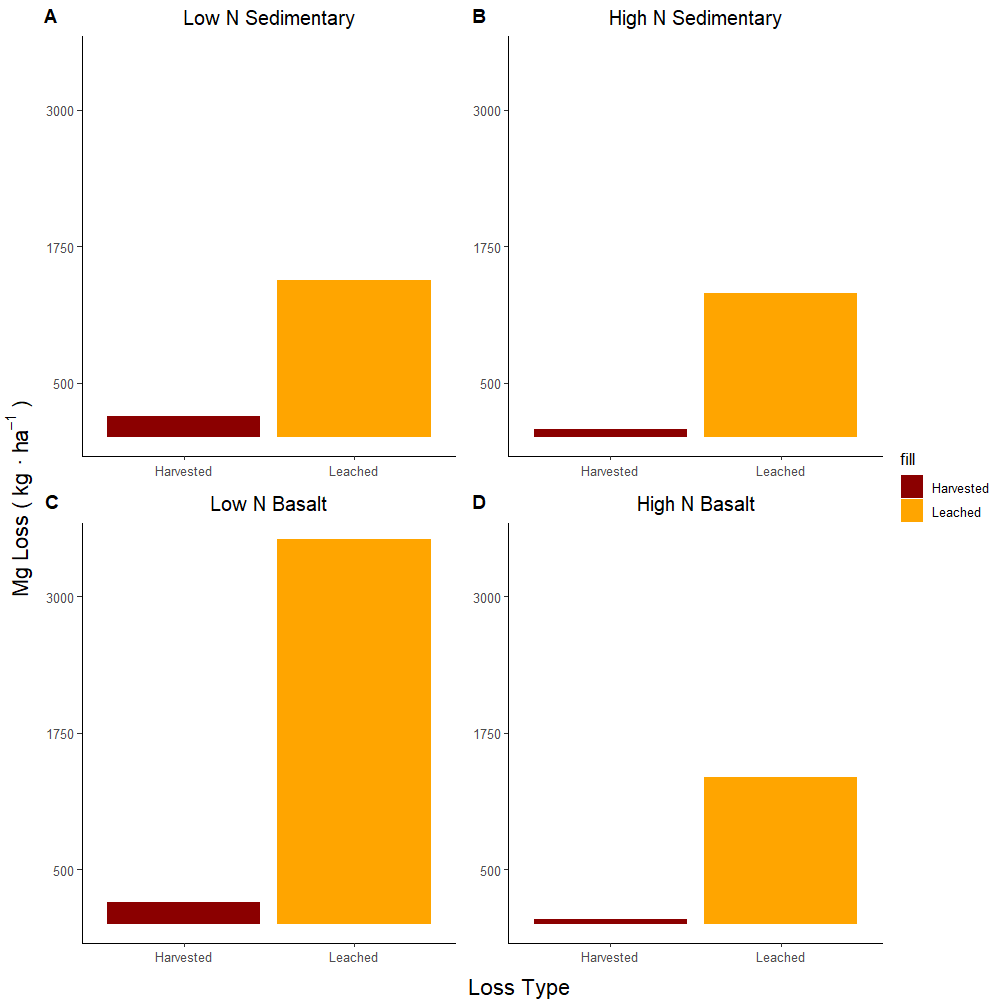 A Low N Sedimentary
3000
1750
500
Harvested Leached
B High N Sedimentary
3000
1750
500
Harvested Leached
C Low N Basalt
3000
1750
500
Harvested Leached
D High N Basalt
3000
1750
500
Harvested Leached
Mg Loss ( kg · ha⁻¹ )
Loss Type
fill
Harvested
Leached